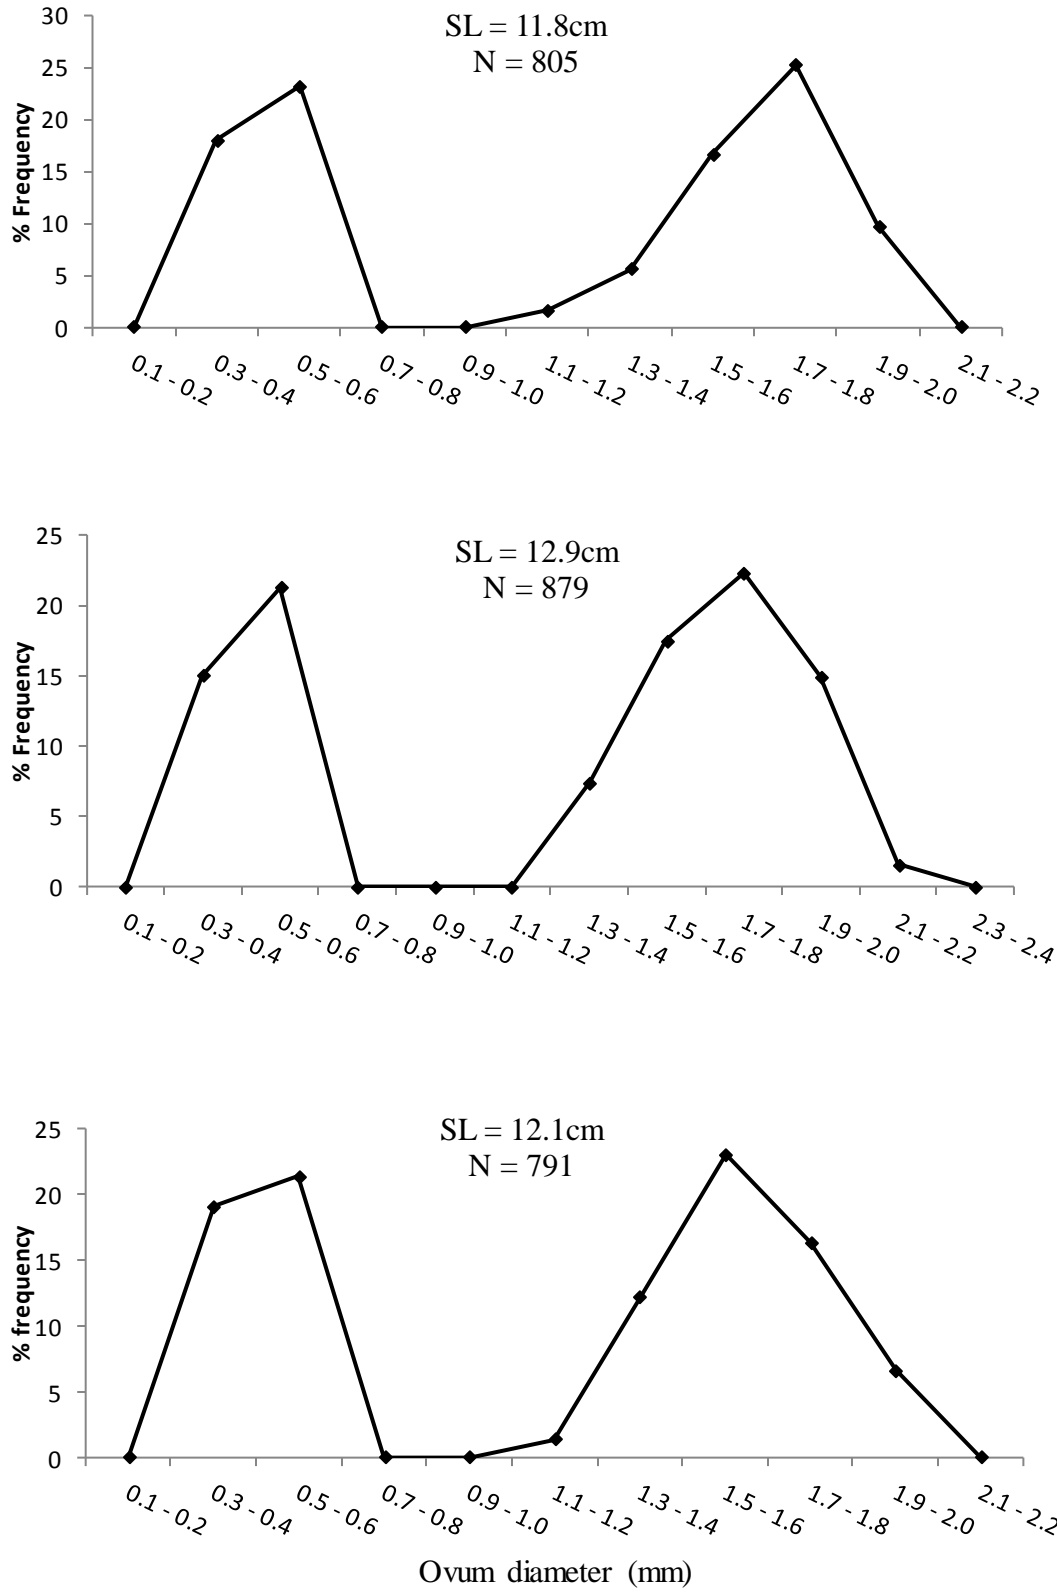 SL = 11.8cm
N = 805
% Frequency
30
25
20
15
10
5
0
0.1 - 0.2
0.3 - 0.4
0.5 - 0.6
0.7 - 0.8
0.9 - 1.0
1.1 - 1.2
1.3 - 1.4
1.5 - 1.6
1.7 - 1.8
1.9 - 2.0
2.1 - 2.2
SL = 12.9cm
N = 879
% Frequency
25
20
15
10
5
0
0.1 - 0.2
0.3 - 0.4
0.5 - 0.6
0.7 - 0.8
0.9 - 1.0
1.1 - 1.2
1.3 - 1.4
1.5 - 1.6
1.7 - 1.8
1.9 - 2.0
2.1 - 2.2
2.3 - 2.4
SL = 12.1cm
N = 791
% frequency
25
20
15
10
5
0
0.1 - 0.2
0.3 - 0.4
0.5 - 0.6
0.7 - 0.8
0.9 - 1.0
1.1 - 1.2
1.3 - 1.4
1.5 - 1.6
1.7 - 1.8
1.9 - 2.0
2.1 - 2.2
Ovum diameter (mm)